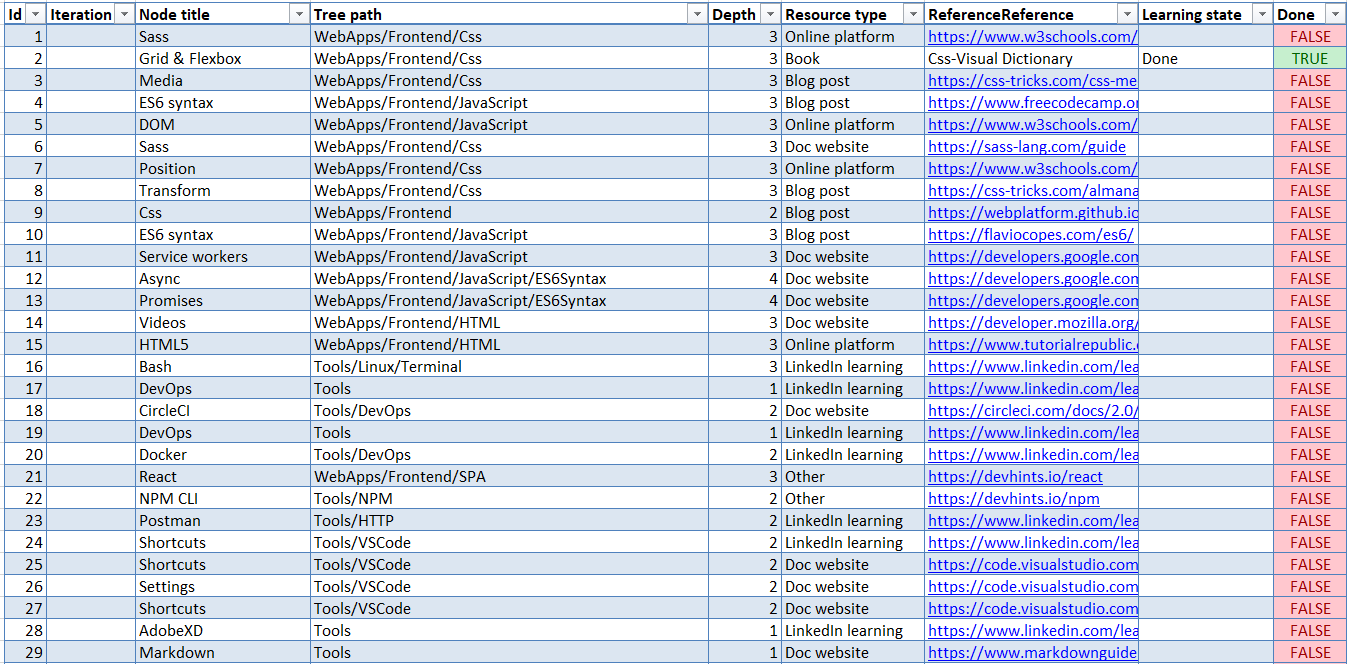 Id Iteration Node title Tree path Depth Resource type ReferenceReference Learning state Done
1 Sass WebApps/Frontend/Css 3 Online platform https://www.w3schools.com/ FALSE
2 Grid & Flexbox WebApps/Frontend/Css 3 Book Css-Visual Dictionary Done TRUE
3 Media WebApps/Frontend/Css 3 Blog post https://css-tricks.com/css-me FALSE
4 ES6 syntax WebApps/Frontend/JavaScript 3 Blog post https://www.freecodecamp.or FALSE
5 DOM WebApps/Frontend/JavaScript 3 Online platform https://www.w3schools.com/ FALSE
6 Sass WebApps/Frontend/Css 3 Doc website https://sass-lang.com/guide FALSE
7 Position WebApps/Frontend/Css 3 Online platform https://www.w3schools.com/ FALSE
8 Transform WebApps/Frontend/Css 3 Blog post https://css-tricks.com/almana FALSE
9 Css WebApps/Frontend 2 Blog post https://webplatform.github.io FALSE
10 ES6 syntax WebApps/Frontend/JavaScript 3 Blog post https://flaviocopes.com/es6/ FALSE
11 Service workers WebApps/Frontend/JavaScript 3 Doc website https://developers.google.com FALSE
12 Async WebApps/Frontend/JavaScript/ES6Syntax 4 Doc website https://developers.google.com FALSE
13 Promises WebApps/Frontend/JavaScript/ES6Syntax 4 Doc website https://developers.google.com FALSE
14 Videos WebApps/Frontend/HTML 3 Doc website https://developer.mozilla.org/ FALSE
15 HTML5 WebApps/Frontend/HTML 3 Online platform https://www.tutorialrepublic.c FALSE
16 Bash Tools/Linux/Terminal 3 LinkedIn learning https://www.linkedin.com/lea FALSE
17 DevOps Tools 1 LinkedIn learning https://www.linkedin.com/lea FALSE
18 CircleCI Tools/DevOps 2 Doc website https://circleci.com/docs/2.0/ FALSE
19 DevOps Tools 1 LinkedIn learning https://www.linkedin.com/lea FALSE
20 Docker Tools/DevOps 2 LinkedIn learning https://www.linkedin.com/lea FALSE
21 React WebApps/Frontend/SPA 3 Other https://devhints.io/react FALSE
22 NPM CLI Tools/NPM 2 Other https://devhints.io/npm FALSE
23 Postman Tools/HTTP 2 LinkedIn learning https://www.linkedin.com/lea FALSE
24 Shortcuts Tools/VSCode 2 LinkedIn learning https://www.linkedin.com/lea FALSE
25 Shortcuts Tools/VSCode 2 Doc website https://code.visualstudio.com FALSE
26 Settings Tools/VSCode 2 Doc website https://code.visualstudio.com FALSE
27 Shortcuts Tools/VSCode 2 Doc website https://code.visualstudio.com FALSE
28 AdobeXD Tools 1 LinkedIn learning https://www.linkedin.com/lea FALSE
29 Markdown Tools 1 Doc website https://www.markdownguide FALSE